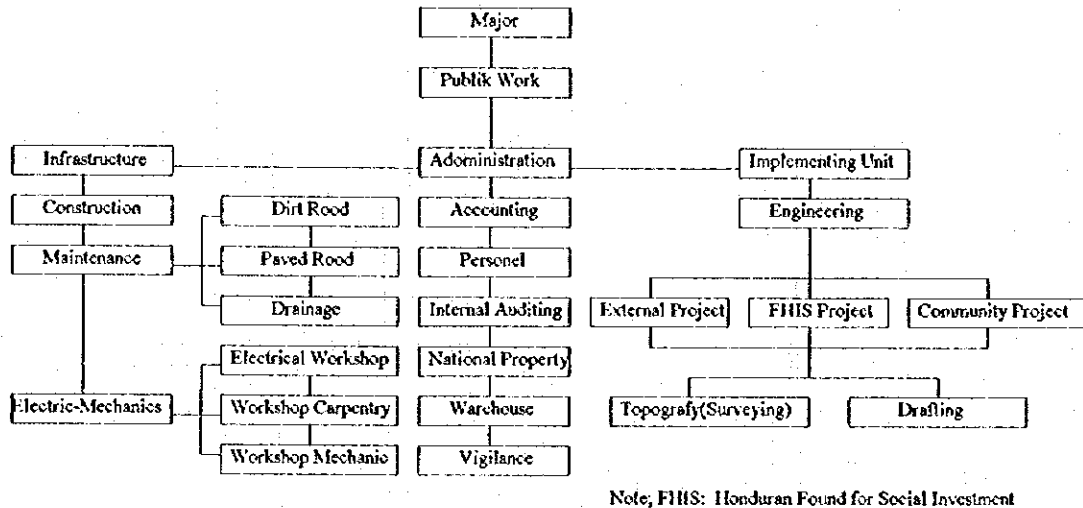 Major
Publik Work
Infrastructure
Adoministration
Implementing Unit
Construction
Dirt Rood
Accounting
Engineering
Maintenance
Paved Rood
Personel
Drainage
Internal Auditing
External Project
FHIS Project
Community Project
Electrical Workshop
National Property
Electric-Mechanics
Workshop Carpentry
Warchouse
Topografy(Surveying)
Drafting
Workshop Mechanic
Vigilance
Note; FHIS: Honduran Found for Social Investment